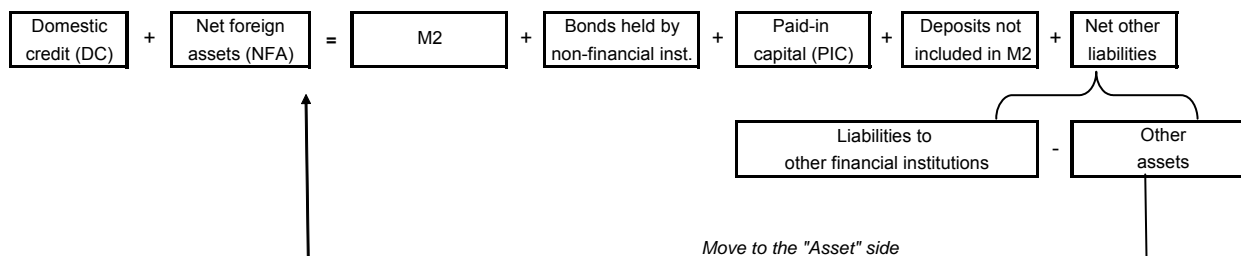 Domestic
credit (DC)
+
Net foreign
assets (NFA)
=
M2
+
Bonds held by
non-financial inst.
+
Paid-in
capital (PIC)
+
Deposits not
included in M2
+
Net other
liabilities
Liabilities to
other financial institutions
-
Other
assets
Move to the "Asset" side